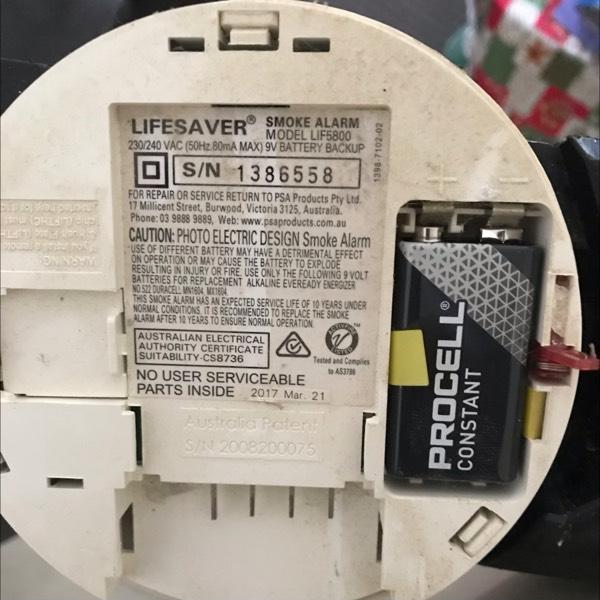 LIFESAVER® SMOKE ALARM
MODEL LIF5800
230/240 VAC (50Hz.80mA MAX) 9V BATTERY BACKUP
S/N 1386558
1398-7102-02
FOR REPAIR OR SERVICE RETURN TO PSA Products Pty Ltd.
17 Millicent Street, Burwood, Victoria 3125, Australia.
Phone: 03 9888 9889, Web: www.psaproducts.com.au
CAUTION: PHOTO ELECTRIC DESIGN Smoke Alarm
USE OF DIFFERENT BATTERY MAY HAVE A DETRIMENTAL EFFECT
ON OPERATION OR MAY CAUSE THE BATTERY TO EXPLODE
RESULTING IN INJURY OR FIRE. USE ONLY THE FOLLOWING 9 VOLT
BATTERIES FOR REPLACEMENT ALKALINE EVEREADY ENERGIZER
NO.522 DURACELL MN1604, MX1604.
THIS SMOKE ALARM HAS AN EXPECTED SERVICE LIFE OF 10 YEARS UNDER
NORMAL CONDITIONS. IT IS RECOMMENDED TO REPLACE THE SMOKE
ALARM AFTER 10 YEARS TO ENSURE NORMAL OPERATION.
AUSTRALIAN ELECTRICAL
AUTHORITY CERTIFICATE
SUITABILITY-CS8736
Tested and Complies
to AS3786
NO USER SERVICEABLE
PARTS INSIDE 2017 Mar. 21
Australia Patent
S/N 2008200075
PROCELL®
CONSTANT
WARNING: